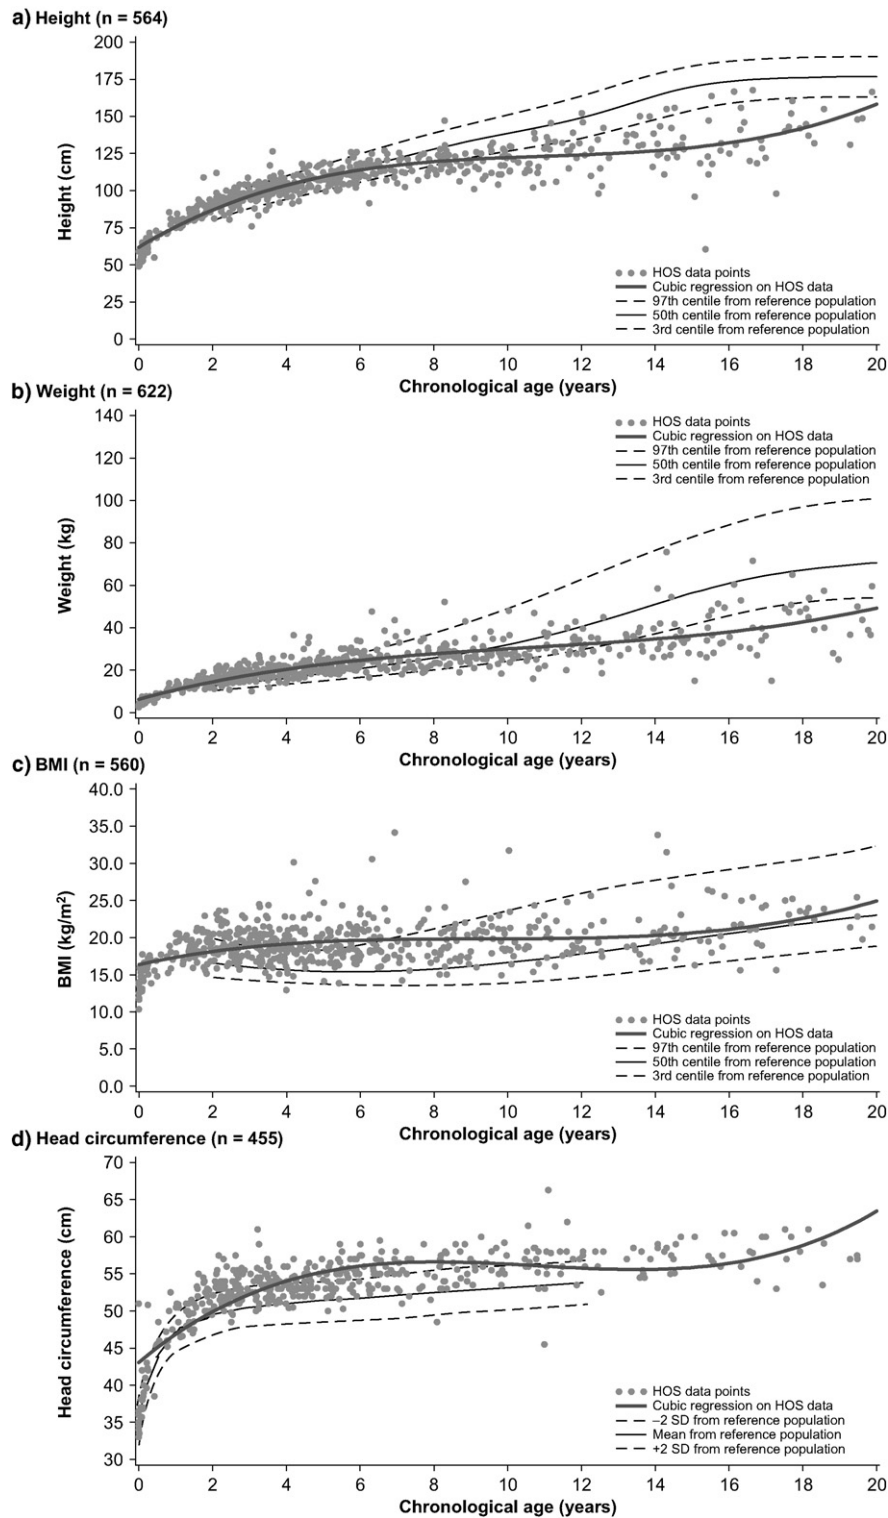 a) Height (n = 564)
200
175
150
125
100
75
50
25
0
Height (cm)
HOS data points
Cubic regression on HOS data
97th centile from reference population
50th centile from reference population
3rd centile from reference population
0 2 4 6 8 10 12 14 16 18 20
Chronological age (years)
b) Weight (n = 622)
140
120
100
80
60
40
20
0
Weight (kg)
HOS data points
Cubic regression on HOS data
97th centile from reference population
50th centile from reference population
3rd centile from reference population
0 2 4 6 8 10 12 14 16 18 20
Chronological age (years)
c) BMI (n = 560)
40.0
35.0
30.0
25.0
20.0
15.0
10.0
5.0
0.0
BMI (kg/m²)
HOS data points
Cubic regression on HOS data
97th centile from reference population
50th centile from reference population
3rd centile from reference population
0 2 4 6 8 10 12 14 16 18 20
Chronological age (years)
d) Head circumference (n = 455)
70
65
60
55
50
45
40
35
30
Head circumference (cm)
HOS data points
Cubic regression on HOS data
–2 SD from reference population
Mean from reference population
+2 SD from reference population
0 2 4 6 8 10 12 14 16 18 20
Chronological age (years)